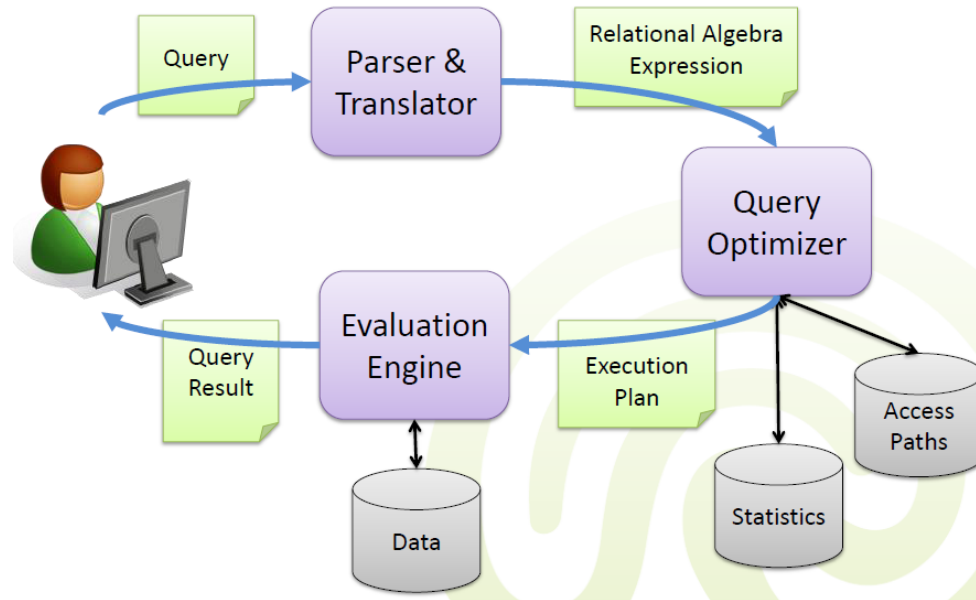 Query
Parser &
Translator
Relational Algebra
Expression
Query
Optimizer
Evaluation
Engine
Query
Result
Execution
Plan
Access
Paths
Statistics
Data